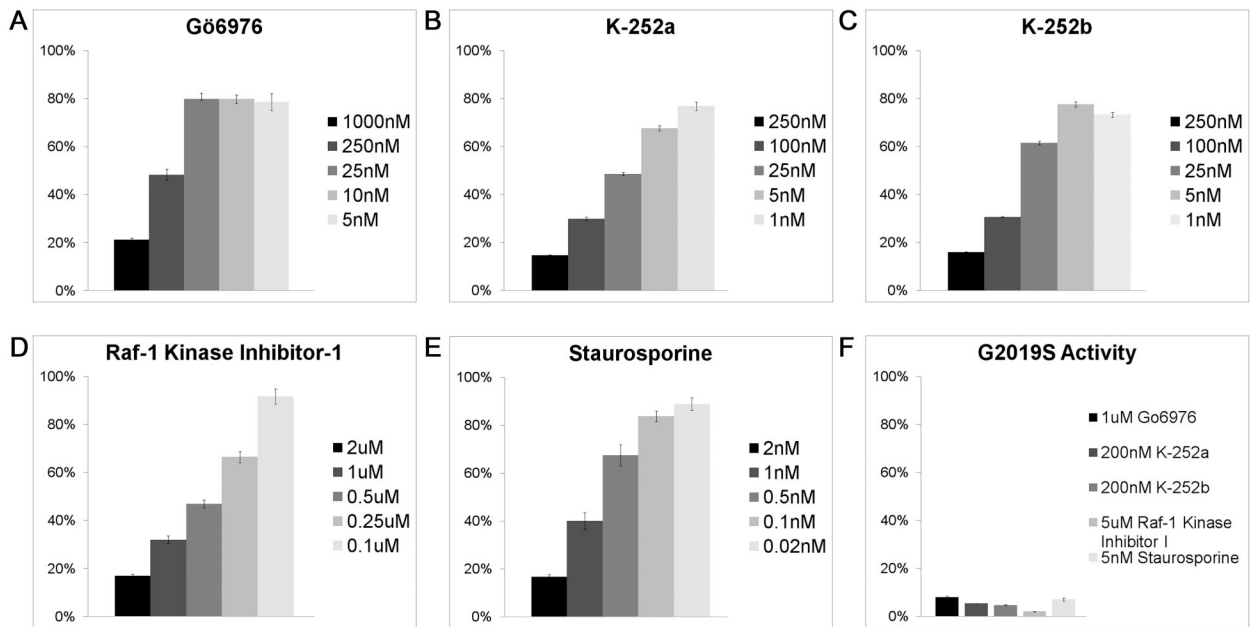 A
Gö6976
100%
80%
60%
40%
20%
0%
1000nM
250nM
25nM
10nM
5nM
B
K-252a
100%
80%
60%
40%
20%
0%
250nM
100nM
25nM
5nM
1nM
C
K-252b
100%
80%
60%
40%
20%
0%
250nM
100nM
25nM
5nM
1nM
D
Raf-1 Kinase Inhibitor-1
100%
80%
60%
40%
20%
0%
2uM
1uM
0.5uM
0.25uM
0.1uM
E
Staurosporine
100%
80%
60%
40%
20%
0%
2nM
1nM
0.5nM
0.1nM
0.02nM
F
G2019S Activity
100%
80%
60%
40%
20%
0%
1uM Go6976
200nM K-252a
200nM K-252b
5uM Raf-1 Kinase
Inhibitor I
5nM Staurosporine